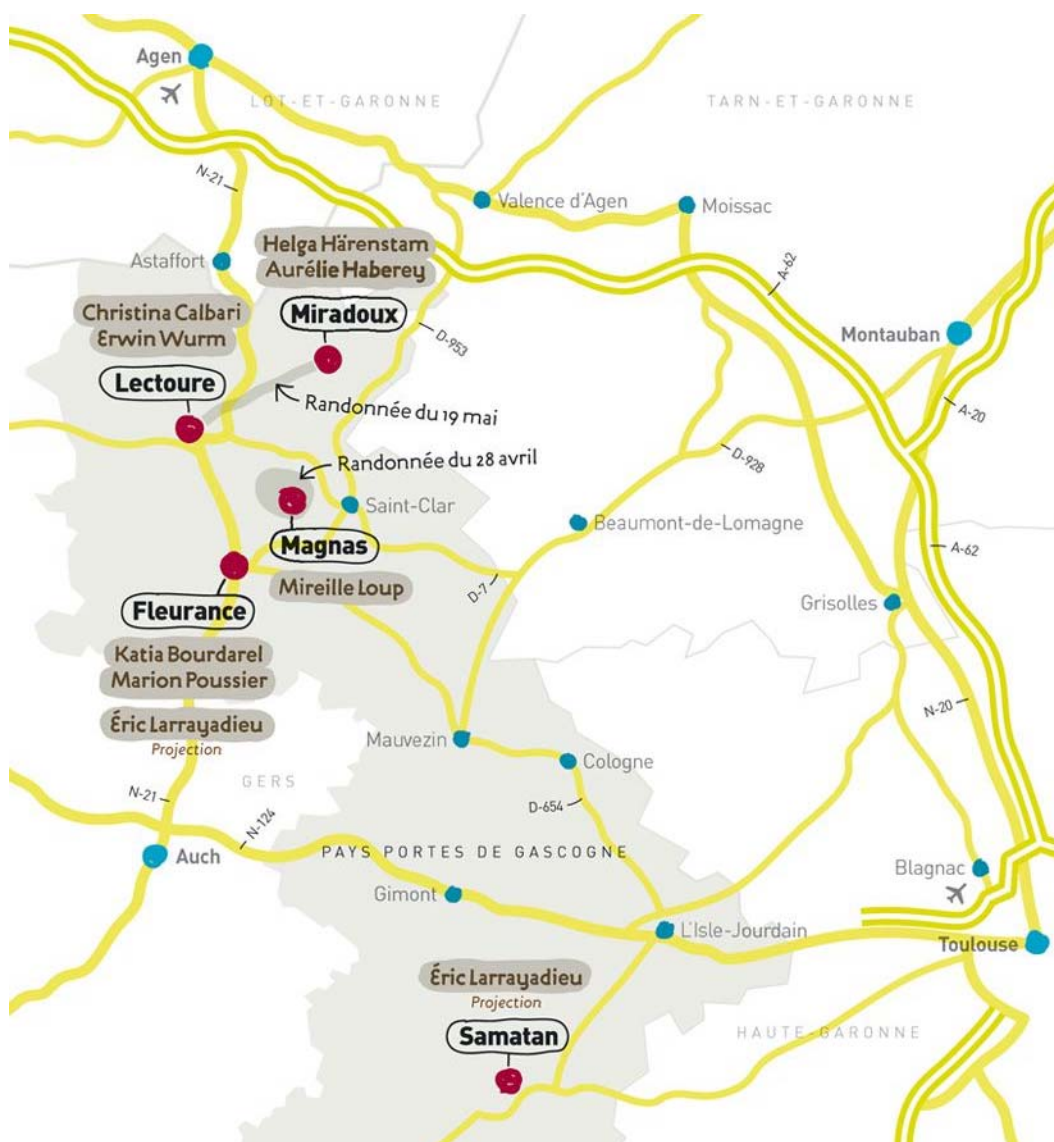 Agen
LOT-ET-GARONNE
TARN-ET-GARONNE
N-21
Valence d'Agen
Moissac
Helga Härenstam
Aurélie Haberey
Astaffort
A-62
Christina Calbari
Erwin Wurm
Miradoux
D-953
Montauban
Lectoure
Randonnée du 19 mai
A-20
Randonnée du 28 avril
D-928
Saint-Clar
Beaumont-de-Lomagne
Magnas
A-62
Mireille Loup
D-7
Fleurance
Grisolles
Katia Bourdarel
Marion Poussier
Éric Larrayadieu
Projection
N-20
Mauvezin
Cologne
GERS
N-21
N-124
D-654
PAYS PORTES DE GASCOGNE
Auch
Gimont
Blagnac
L'Isle-Jourdain
Toulouse
Éric Larrayadieu
Projection
Samatan
HAUTE-GARONNE